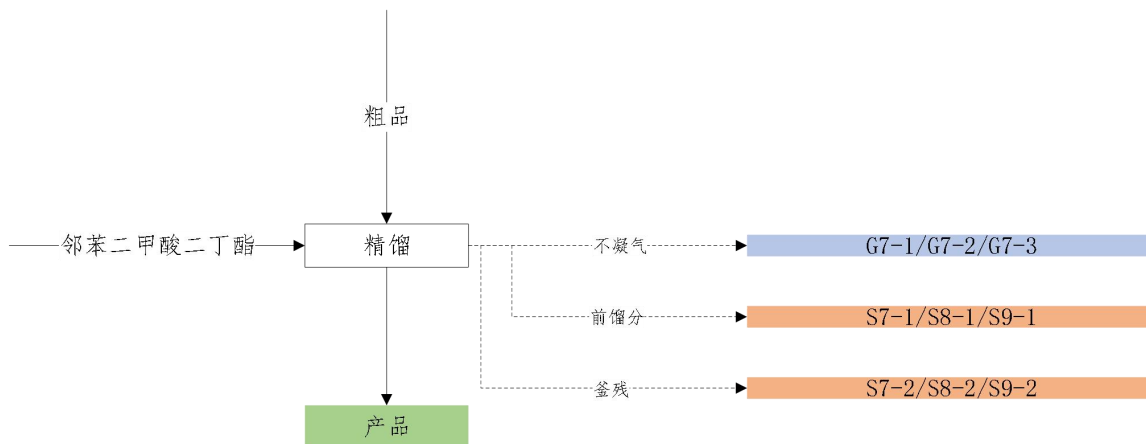 粗品
邻苯二甲酸二丁酯
精馏
不凝气
G7-1/G7-2/G7-3
前馏分
S7-1/S8-1/S9-1
釜残
S7-2/S8-2/S9-2
产品